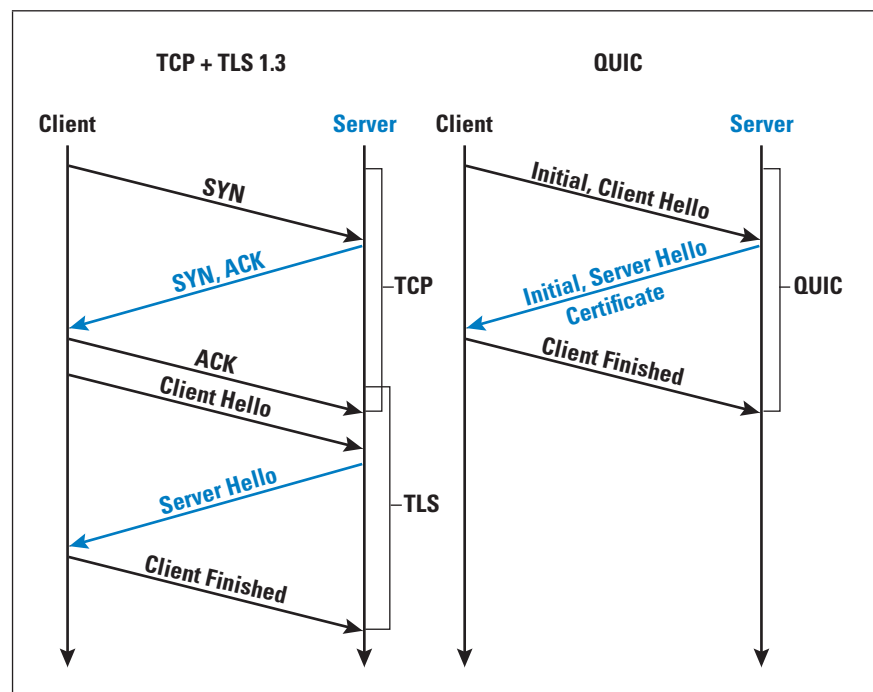 TCP + TLS 1.3
Client
Server
SYN
SYN, ACK
TCP
ACK
Client Hello
Server Hello
TLS
Client Finished
QUIC
Client
Server
Initial, Client Hello
Initial, Server Hello
Certificate
QUIC
Client Finished